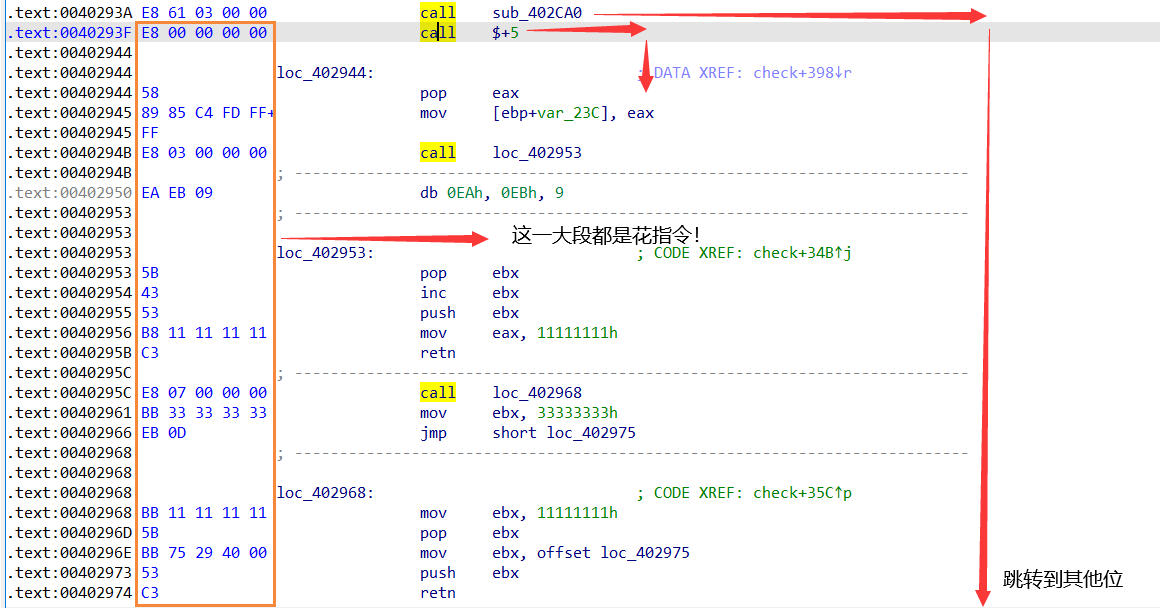 .text:0040293A E8 61 03 00 00 call sub_402CA0
.text:0040293F E8 00 00 00 00 call $+5
.text:00402944
.text:00402944 loc_402944: ; DATA XREF: check+398↓r
.text:00402944 58 pop eax
.text:00402945 89 85 C4 FD FF+ mov [ebp+var_23C], eax
.text:00402945 FF
.text:0040294B E8 03 00 00 00 call loc_402953
.text:0040294B ; ---------------------------------------------------------------------------
.text:00402950 EA EB 09 db 0EAh, 0EBh, 9
.text:00402953 ; ---------------------------------------------------------------------------
.text:00402953 这一大段都是花指令！
.text:00402953 loc_402953: ; CODE XREF: check+34B↑j
.text:00402953 5B pop ebx
.text:00402954 43 inc ebx
.text:00402955 53 push ebx
.text:00402956 B8 11 11 11 11 mov eax, 11111111h
.text:0040295B C3 retn
.text:0040295C ; ---------------------------------------------------------------------------
.text:0040295C E8 07 00 00 00 call loc_402968
.text:00402961 BB 33 33 33 33 mov ebx, 33333333h
.text:00402966 EB 0D jmp short loc_402975
.text:00402968 ; ---------------------------------------------------------------------------
.text:00402968
.text:00402968 loc_402968: ; CODE XREF: check+35C↑p
.text:00402968 BB 11 11 11 11 mov ebx, 11111111h
.text:0040296D 5B pop ebx
.text:0040296E BB 75 29 40 00 mov ebx, offset loc_402975
.text:00402973 53 push ebx
.text:00402974 C3 retn
跳转到其他位